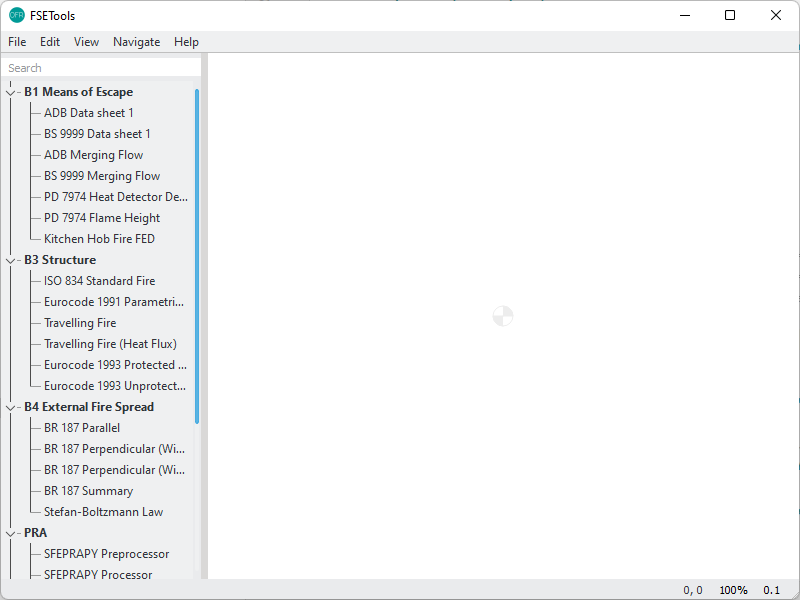 OFR
FSETools
File Edit View Navigate Help
Search
B1 Means of Escape
ADB Data sheet 1
BS 9999 Data sheet 1
ADB Merging Flow
BS 9999 Merging Flow
PD 7974 Heat Detector De...
PD 7974 Flame Height
Kitchen Hob Fire FED
B3 Structure
ISO 834 Standard Fire
Eurocode 1991 Parametri...
Travelling Fire
Travelling Fire (Heat Flux)
Eurocode 1993 Protected ...
Eurocode 1993 Unprotect...
B4 External Fire Spread
BR 187 Parallel
BR 187 Perpendicular (Wi...
BR 187 Perpendicular (Wi...
BR 187 Summary
Stefan-Boltzmann Law
PRA
SFEPRAPY Preprocessor
SFEPRAPY Processor
0, 0 100% 0.1